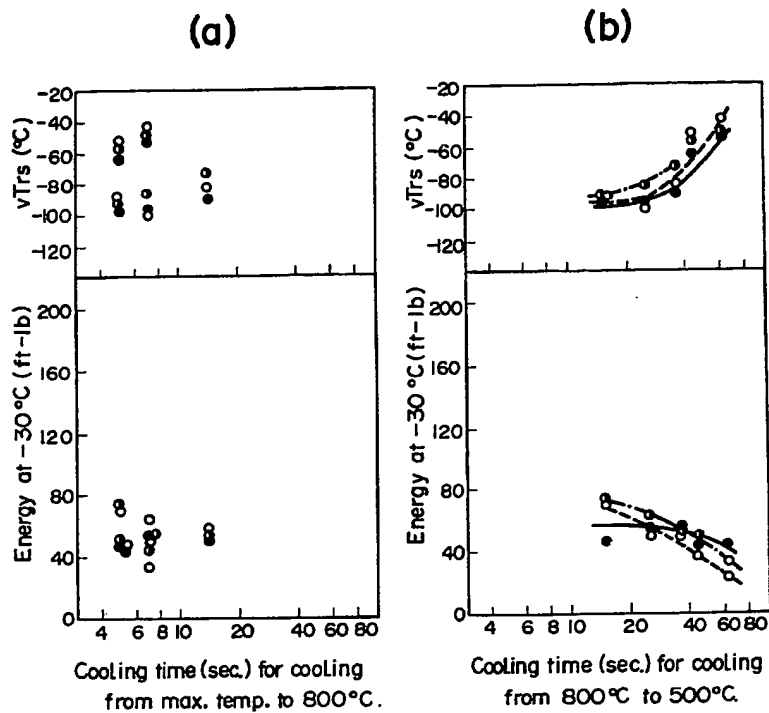 (a)
(b)
vTrs (°C)
-20
-40
-60
-80
-100
-120
Energy at -30°C (ft-lb)
200
160
120
80
40
0
4 6 8 10 20 40 60 80
Cooling time (sec.) for cooling
from max. temp. to 800°C.
vTrs (°C)
-20
-40
-60
-80
-100
-120
Energy at -30°C (ft-lb)
200
160
120
80
40
0
4 6 8 10 20 40 60 80
Cooling time (sec.) for cooling
from 800°C to 500°C.